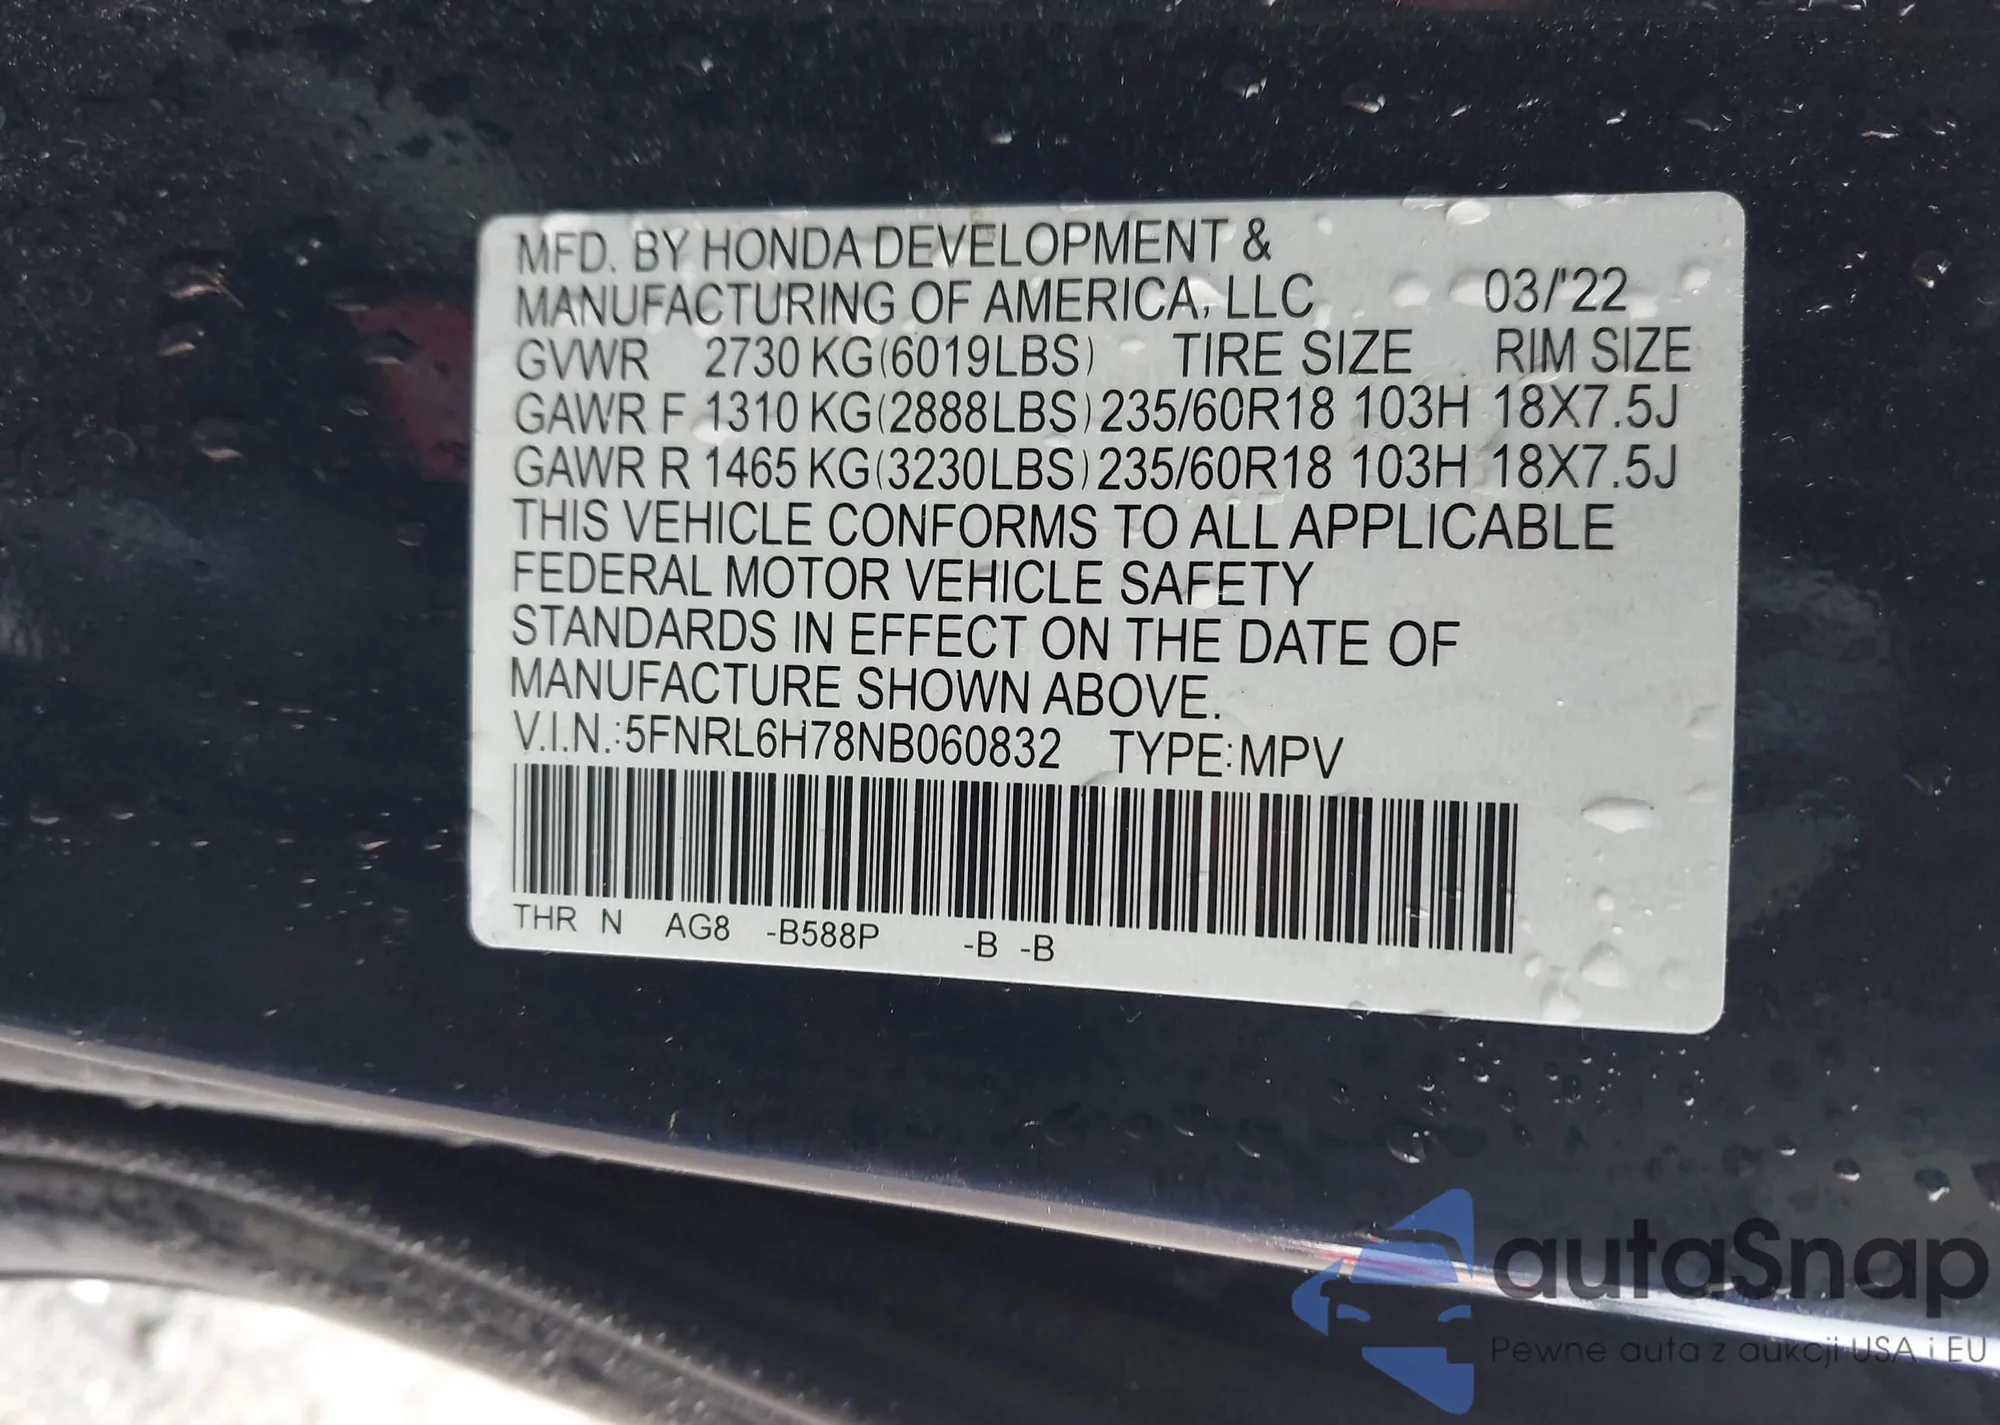 MFD. BY HONDA DEVELOPMENT &
MANUFACTURING OF AMERICA, LLC 03/'22
GVWR 2730 KG(6019LBS) TIRE SIZE RIM SIZE
GAWR F 1310 KG(2888LBS) 235/60R18 103H 18X7.5J
GAWR R 1465 KG(3230LBS) 235/60R18 103H 18X7.5J
THIS VEHICLE CONFORMS TO ALL APPLICABLE
FEDERAL MOTOR VEHICLE SAFETY
STANDARDS IN EFFECT ON THE DATE OF
MANUFACTURE SHOWN ABOVE.
V.I.N.:5FNRL6H78NB060832 TYPE:MPV
THR N AG8 -B588P -B -B
autaSnap
Pewne auta z aukcji USA i EU